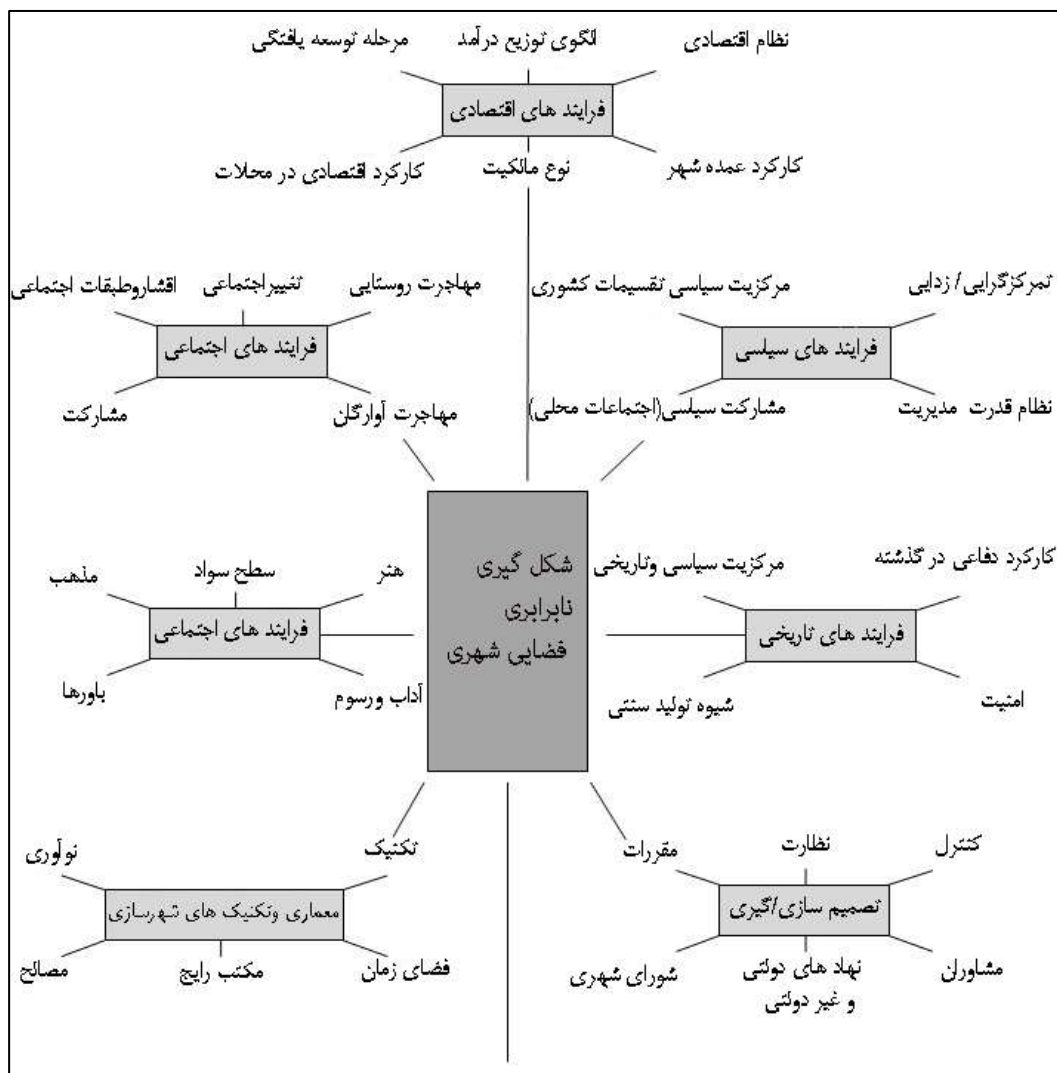 نظام اقتصادی
الگوی توزیع درآمد
مرحله توسعه یافتگی
فرایند های اقتصادی
کارکرد عمده شهر
نوع مالکیت
کارکرد اقتصادی در محلات
تمرکزگرایی/ زدایی
مرکزیت سیاسی تقسیمات کشوری
فرایند های سیاسی
نظام قدرت مدیریت
مشارکت سیاسی(اجتماعات محلی)
مهاجرت روستایی
تغییراجتماعی
اقشاروطبقات اجتماعی
فرایند های اجتماعی
مهاجرت آوارگان
مشارکت
شکل گیری
نابرابری
فضایی شهری
کارکرد دفاعی در گذشته
مرکزیت سیاسی وتاریخی
فرایند های تاریخی
امنیت
شیوه تولید سنتی
هنر
سطح سواد
مذهب
فرایند های اجتماعی
آداب ورسوم
باورها
کنترل
نظارت
مقررات
تصمیم سازی/گیری
مشاوران
نهاد های دولتی
و غیر دولتی
شورای شهری
تکنیک
نوآوری
معماری وتکنیک های شهرسازی
فضای زمان
مکتب رایج
مصالح